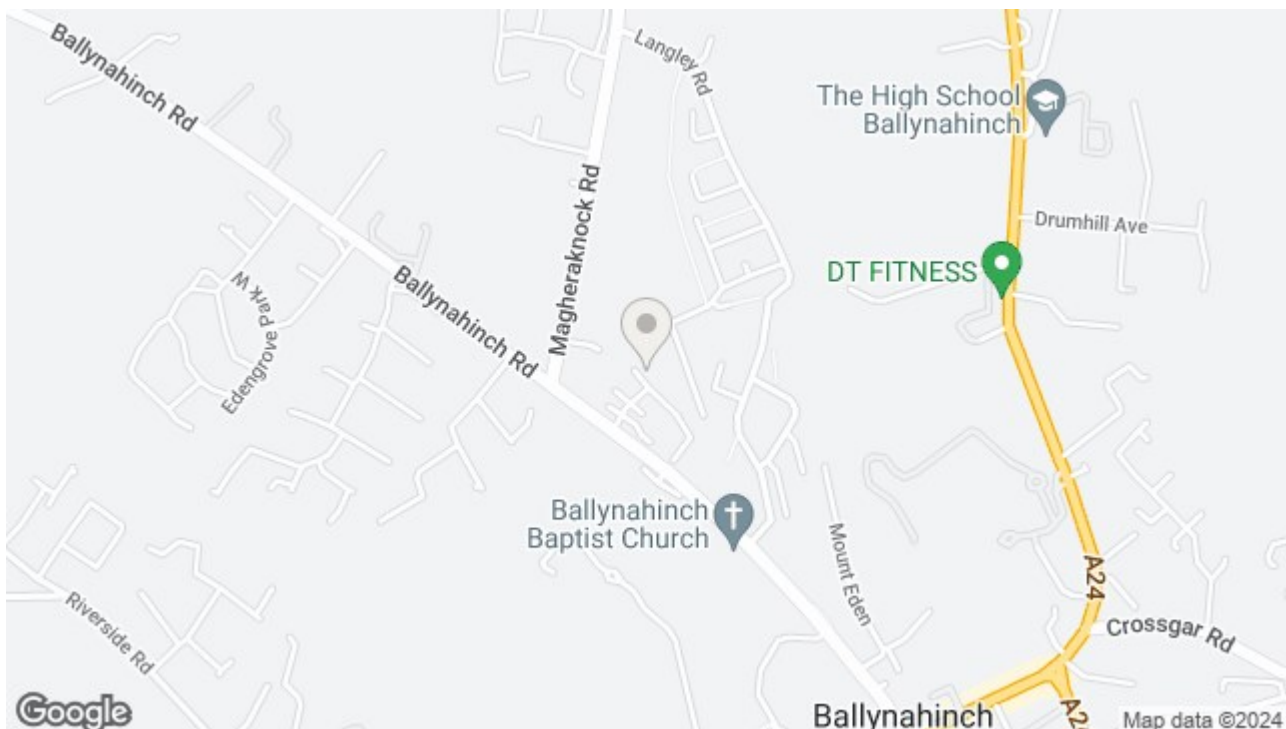 Ballynahinch Rd
Langley Rd
The High School
Ballynahinch
Magheraknock Rd
Drumhill Ave
DT FITNESS
Edengrove Park W
Ballynahinch Rd
Ballynahinch
Baptist Church
Mount Eden
A24
Riverside Rd
Crossgar Rd
Ballynahinch
Google
Map data ©2024